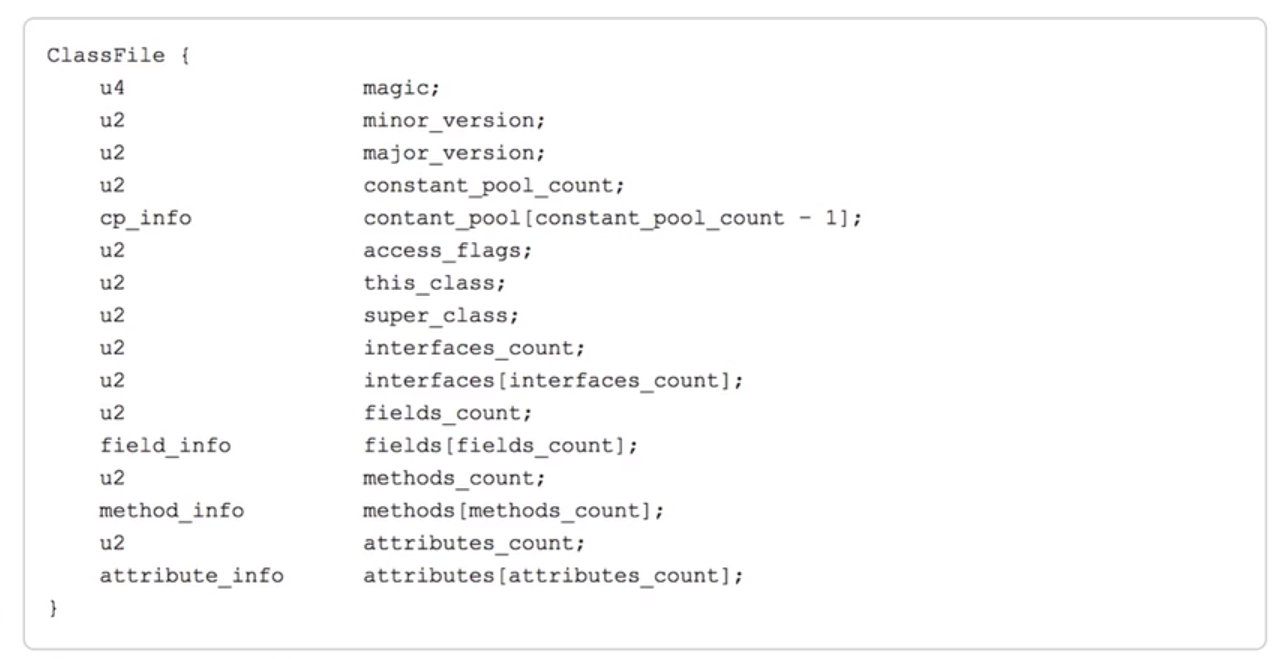 ClassFile {
u4 magic;
u2 minor_version;
u2 major_version;
u2 constant_pool_count;
cp_info contant_pool[constant_pool_count - 1];
u2 access_flags;
u2 this_class;
u2 super_class;
u2 interfaces_count;
u2 interfaces[interfaces_count];
u2 fields_count;
field_info fields[fields_count];
u2 methods_count;
method_info methods[methods_count];
u2 attributes_count;
attribute_info attributes[attributes_count];
}